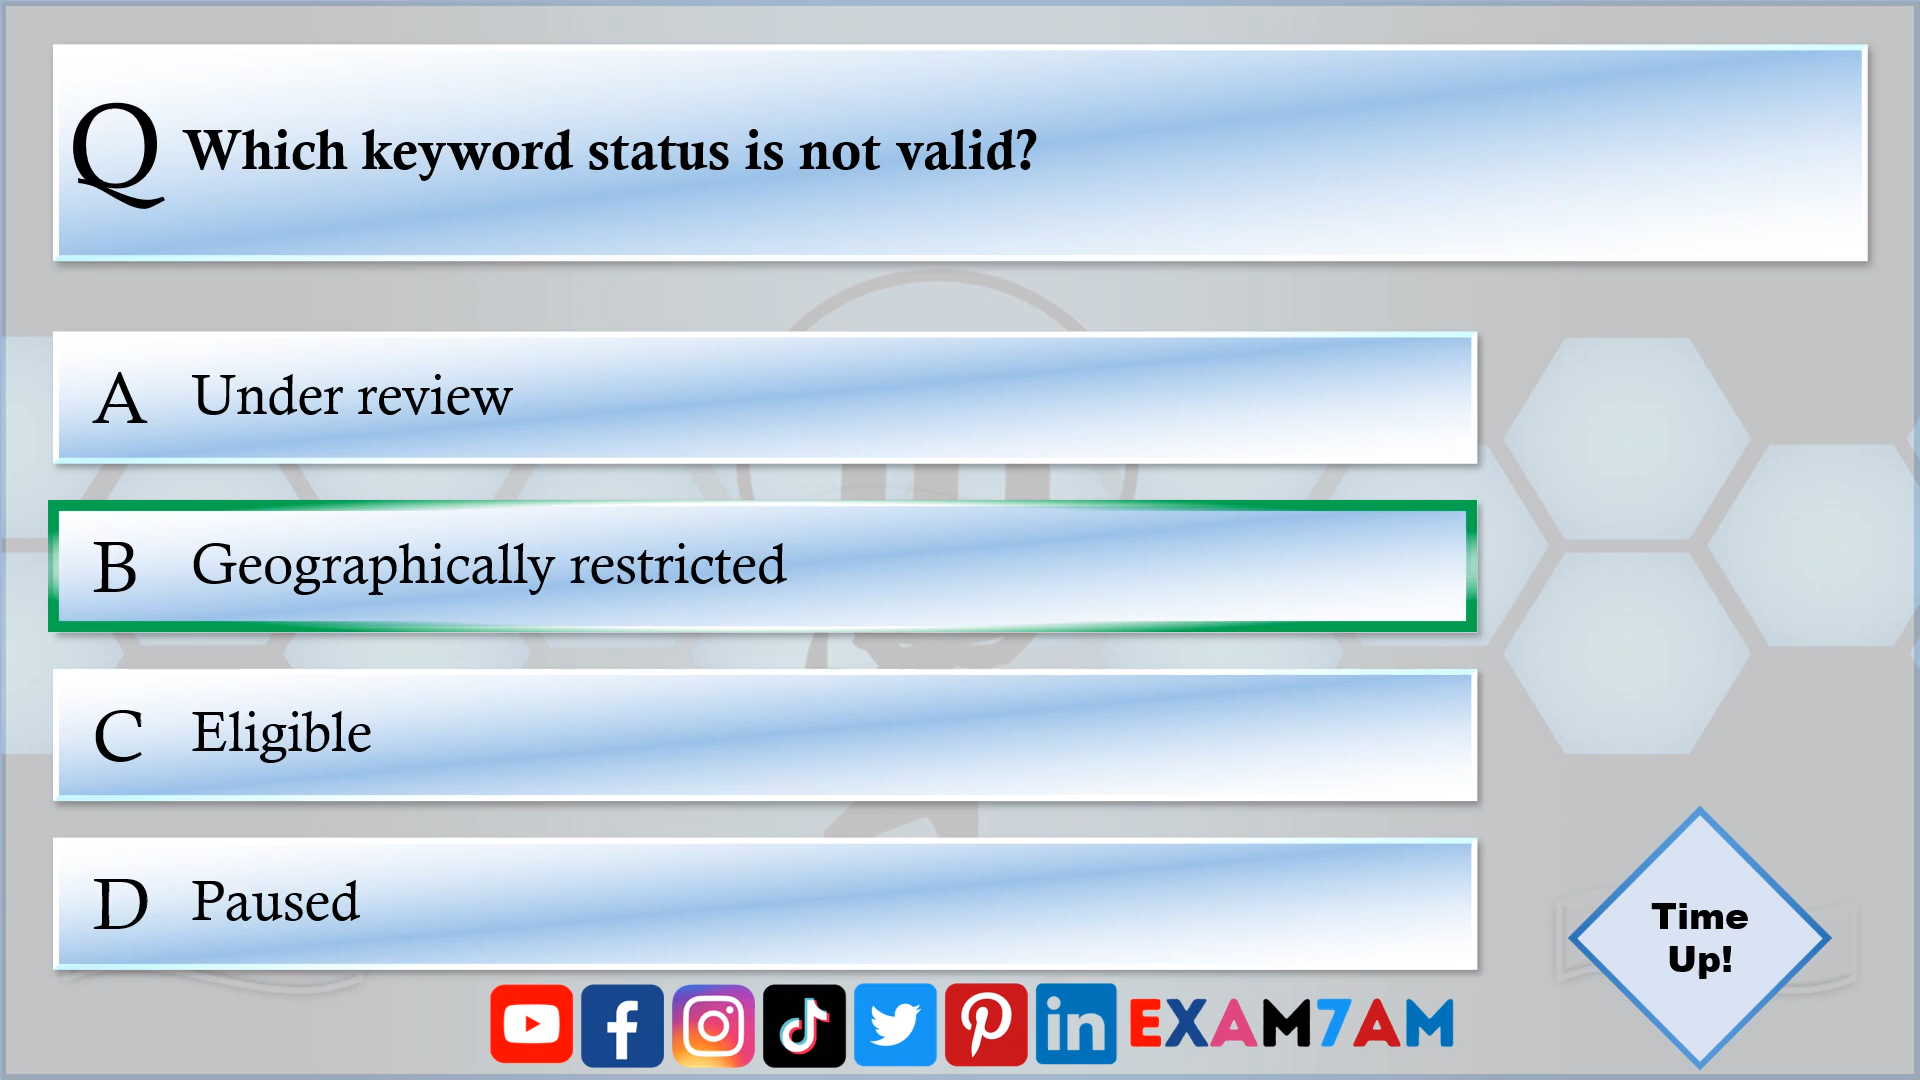 Q Which keyword status is not valid?
A Under review
B Geographically restricted
C Eligible
D Paused
Time
Up!
EXAM7AM